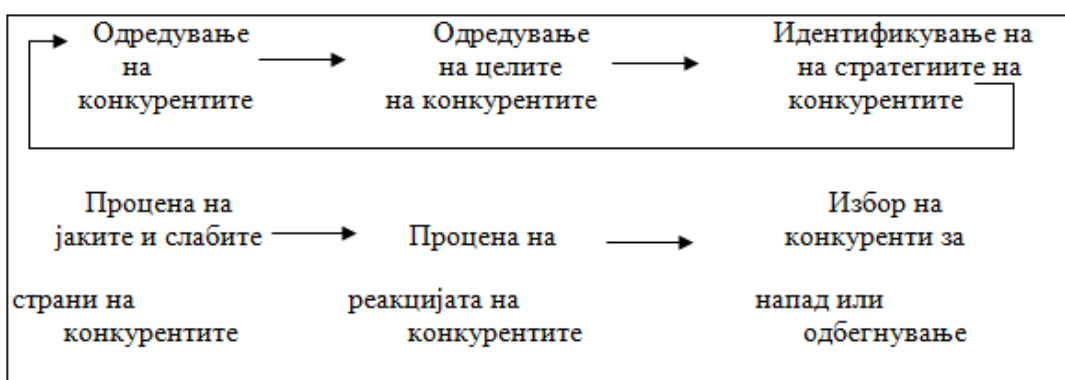 Одредување
на
конкурентите
Одредување
на целите
на конкурентите
Идентификување на
на стратегиите на
конкурентите
Процена на
јаките и слабите
страни на
конкурентите
Процена на
реакцијата на
конкурентите
Избор на
конкуренти за
напад или
одбегнување